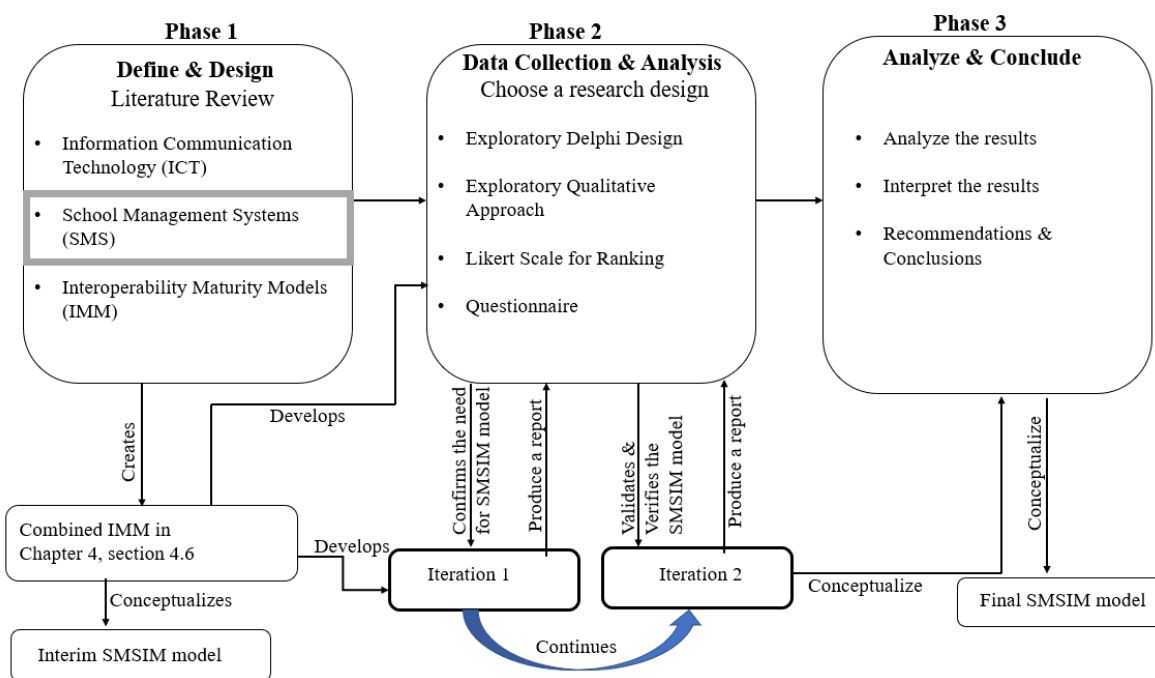 Phase 1
Define & Design
Literature Review
• Information Communication
Technology (ICT)
• School Management Systems
(SMS)
• Interoperability Maturity Models
(IMM)
Phase 2
Data Collection & Analysis
Choose a research design
• Exploratory Delphi Design
• Exploratory Qualitative
Approach
• Likert Scale for Ranking
• Questionnaire
Phase 3
Analyze & Conclude
• Analyze the results
• Interpret the results
• Recommendations &
Conclusions
Creates
Develops
Confirms the need
for SMSIM model
Produce a report
Validates &
Verifies the
SMSIM model
Produce a report
Conceptualize
Combined IMM in
Chapter 4, section 4.6
Develops
Iteration 1
Iteration 2
Conceptualize
Final SMSIM model
Conceptualizes
Continues
Interim SMSIM model